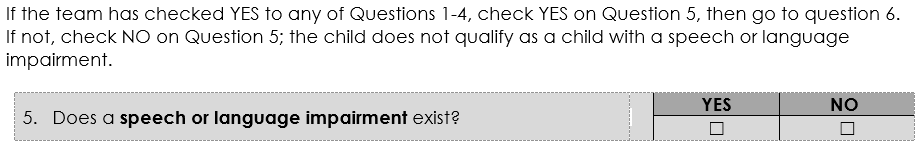 If the team has checked YES to any of Questions 1-4, check YES on Question 5, then go to question 6.
If not, check NO on Question 5; the child does not qualify as a child with a speech or language
impairment.
5. Does a speech or language impairment exist?
YES
NO
☐
☐